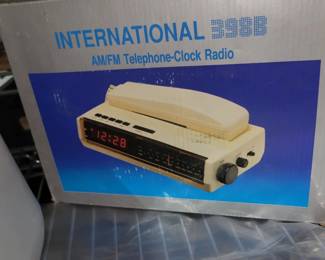 INTERNATIONAL 398B
AM/FM Telephone-Clock Radio
12:28